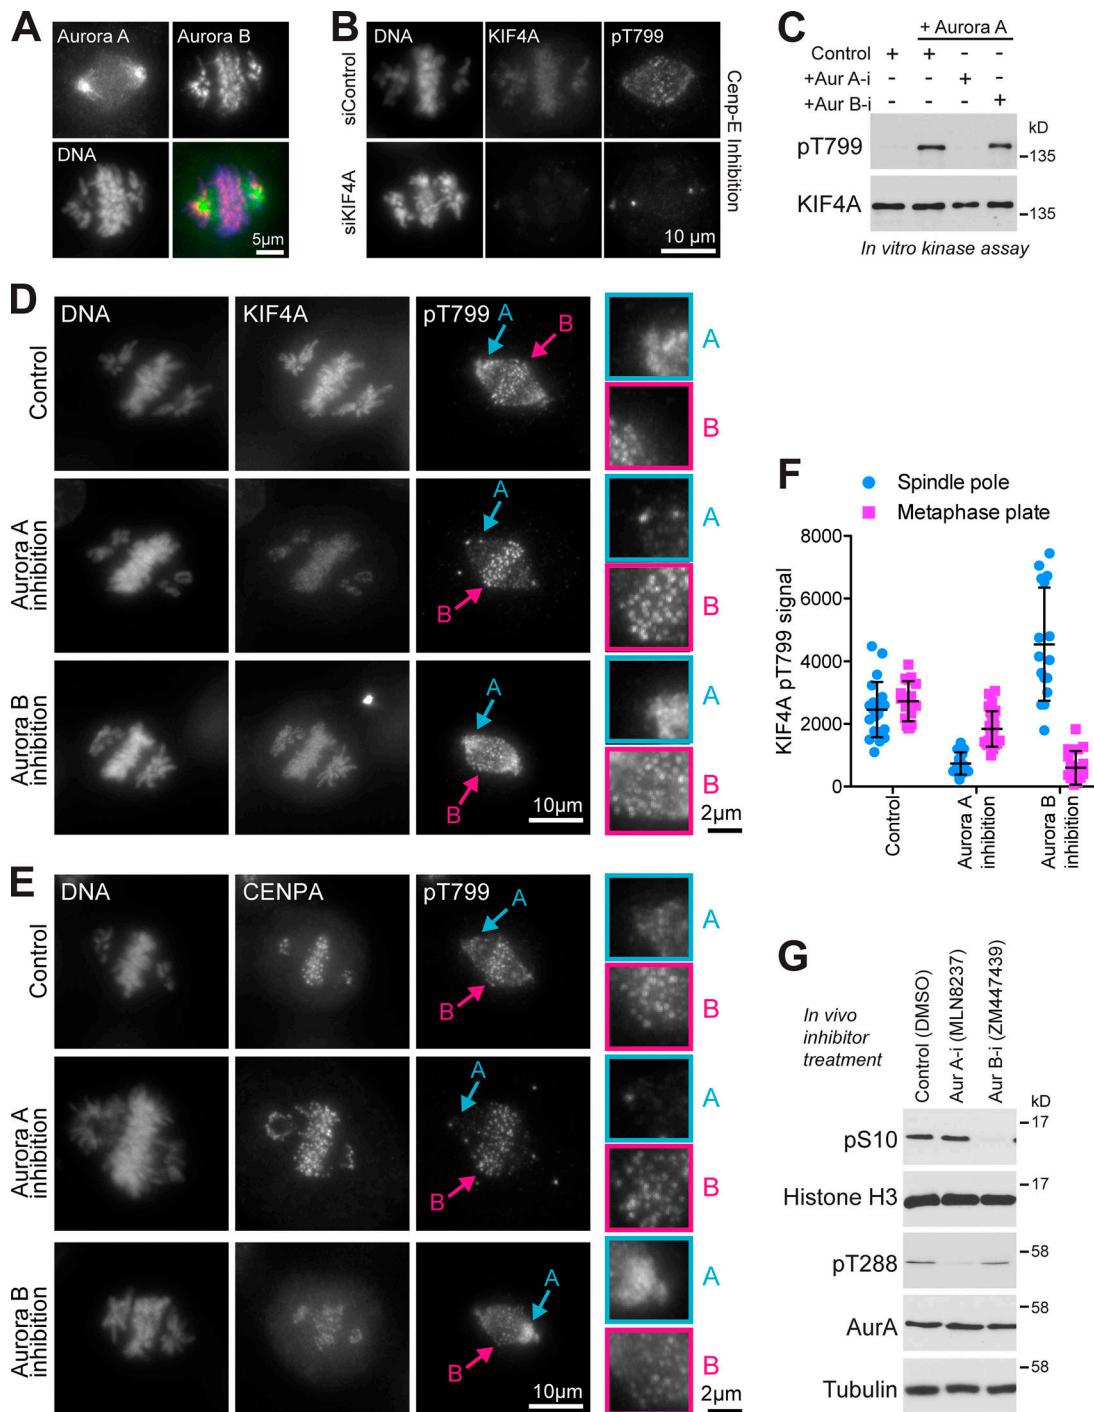 A
Aurora A
Aurora B
DNA
5µm
B
DNA
KIF4A
pT799
siControl
siKIF4A
Cenp-E Inhibition
10 µm
C
+ Aurora A
Control + + - -
+Aur A-i - - + -
+Aur B-i - - - +
kD
pT799
135
KIF4A
135
In vitro kinase assay
D
DNA
KIF4A
pT799
Control
A
B
A
B
Aurora A inhibition
A
B
A
B
Aurora B inhibition
A
B
A
B
10µm
2µm
E
DNA
CENPA
pT799
Control
A
B
A
B
Aurora A inhibition
A
B
A
B
Aurora B inhibition
A
B
A
B
10µm
2µm
F
Spindle pole
Metaphase plate
KIF4A pT799 signal
8000
6000
4000
2000
0
Control
Aurora A inhibition
Aurora B inhibition
G
In vivo
inhibitor
treatment
Control (DMSO)
Aur A-i (MLN8237)
Aur B-i (ZM447439)
kD
17
pS10
17
Histone H3
58
pT288
58
AurA
58
Tubulin